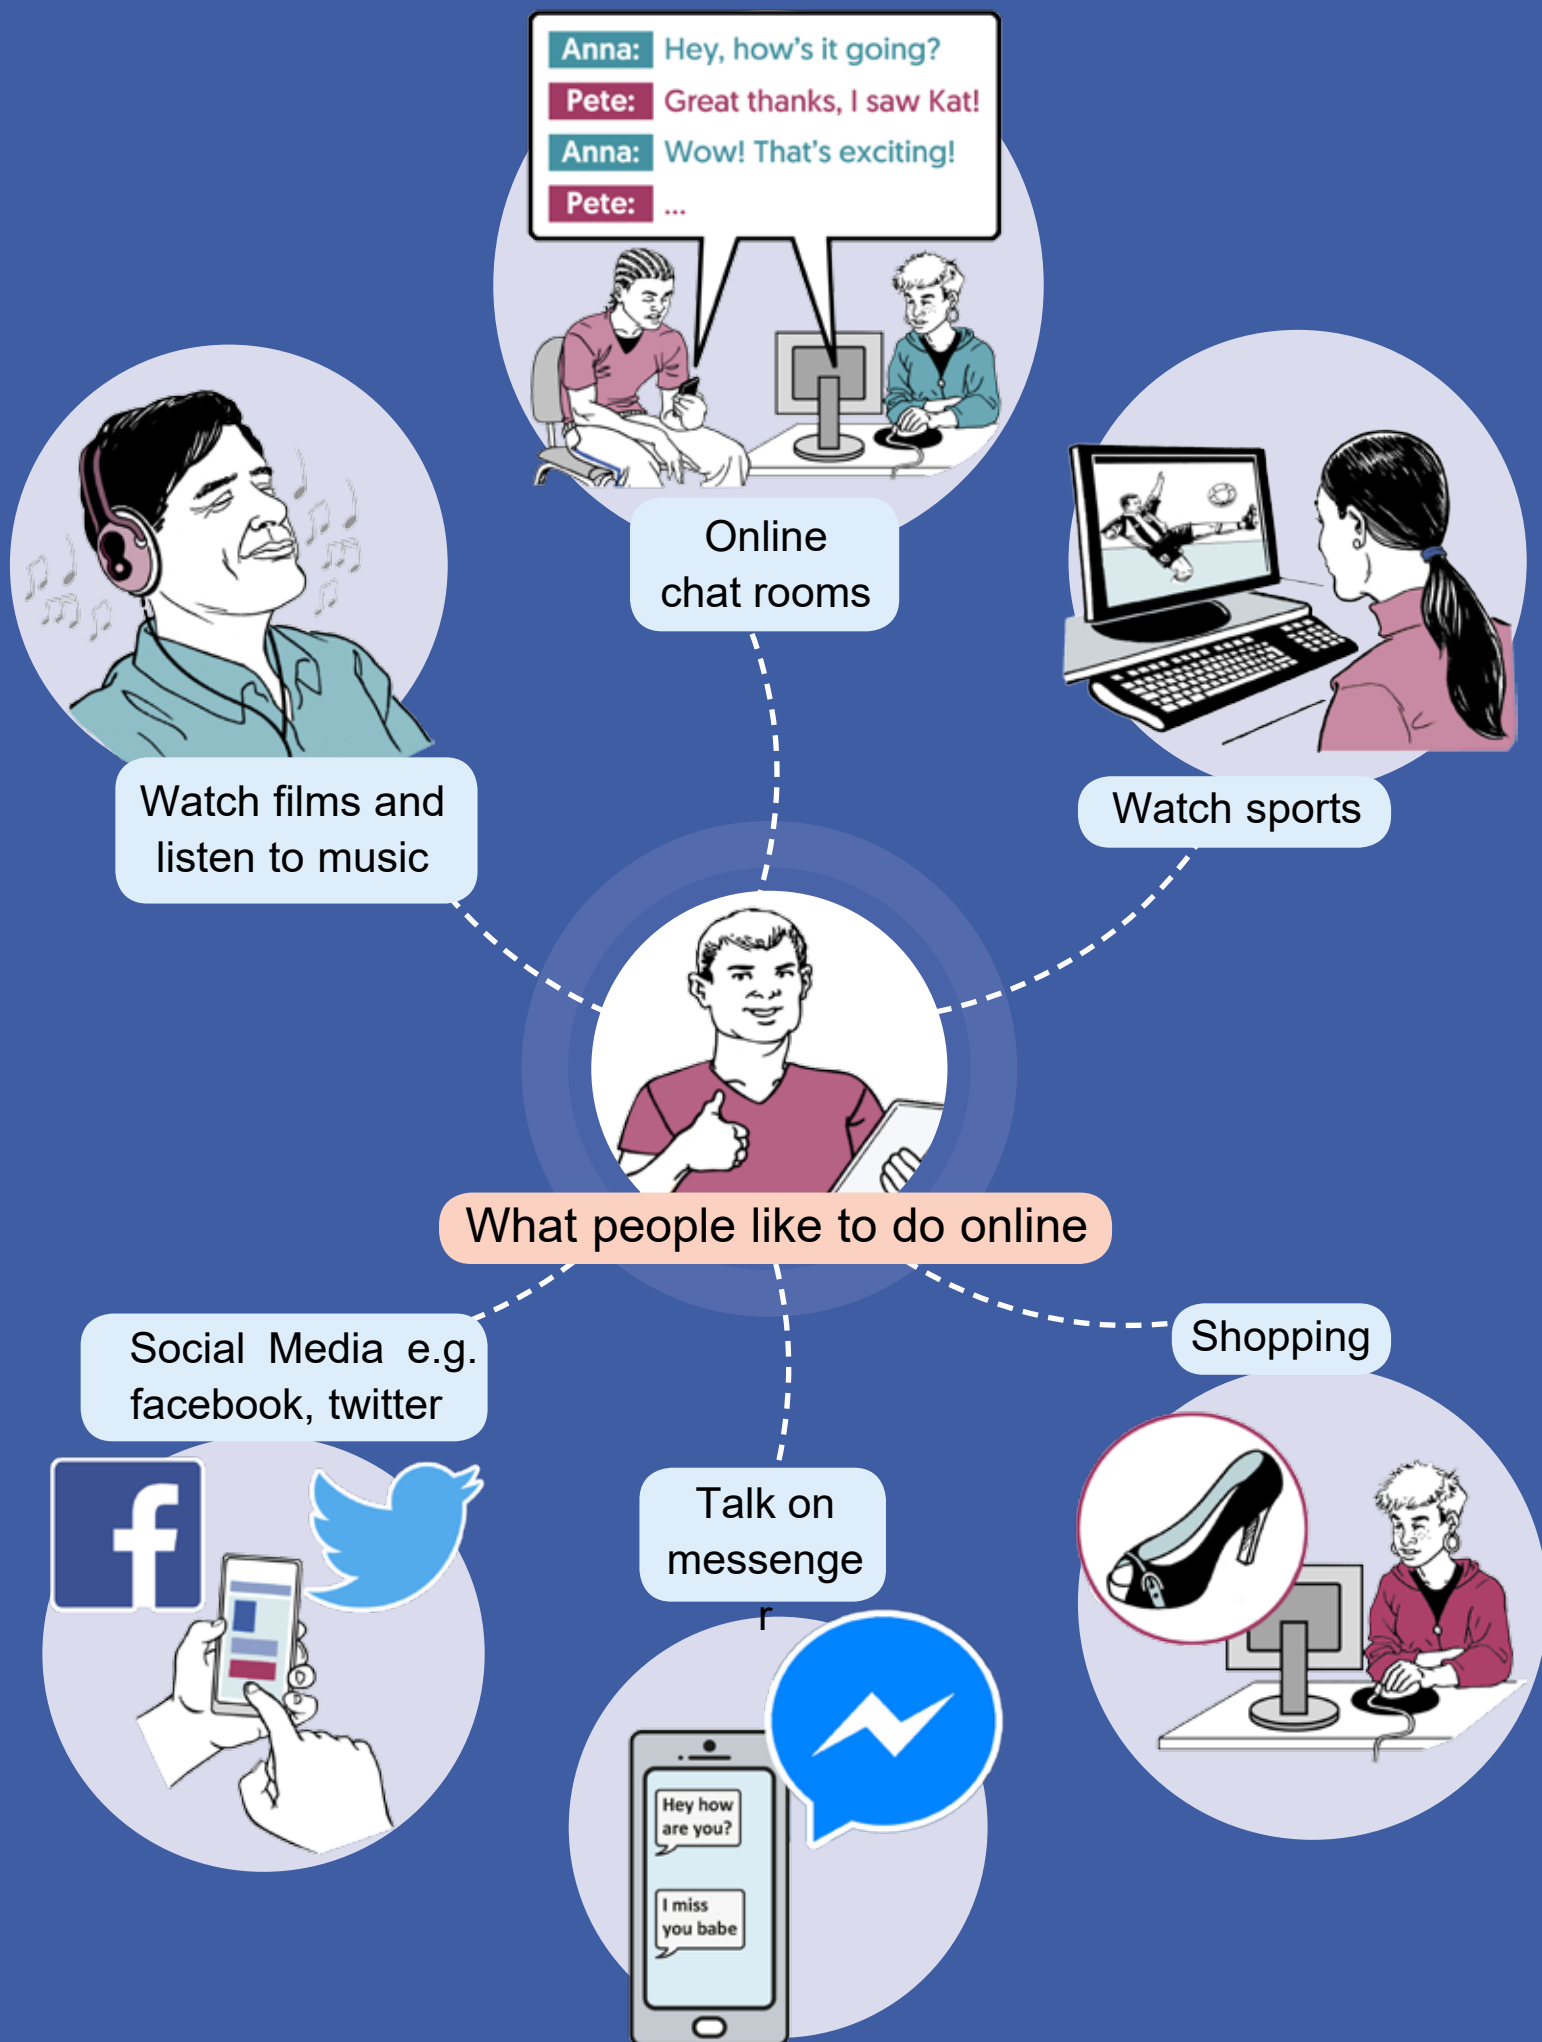 Anna: Hey, how's it going?
Pete: Great thanks, I saw Kat!
Anna: Wow! That's exciting!
Pete: ...
Online
chat rooms
Watch films and
listen to music
Watch sports
What people like to do online
Social Media e.g.
facebook, twitter
Shopping
Talk on
messenge
r
f
Hey how
are you?
I miss
you babe